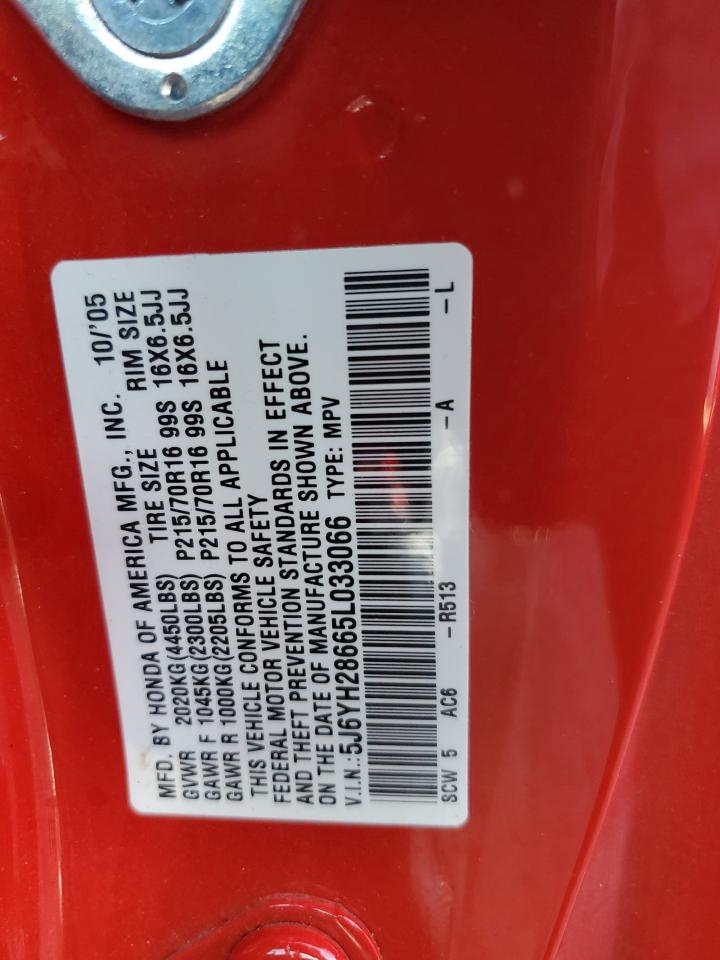 MFD. BY HONDA OF AMERICA MFG., INC. 10/'05
GVWR 2020KG(4450LBS) TIRE SIZE RIM SIZE
GAWR F 1045KG(2300LBS) P215/70R16 99S 16X6.5JJ
GAWR R 1000KG(2205LBS) P215/70R16 99S 16X6.5JJ
THIS VEHICLE CONFORMS TO ALL APPLICABLE
FEDERAL MOTOR VEHICLE SAFETY
AND THEFT PREVENTION STANDARDS IN EFFECT
ON THE DATE OF MANUFACTURE SHOWN ABOVE.
V.I.N.:5J6YH28665L033066 TYPE: MPV
SCW 5 AC6 -R513 -A -L